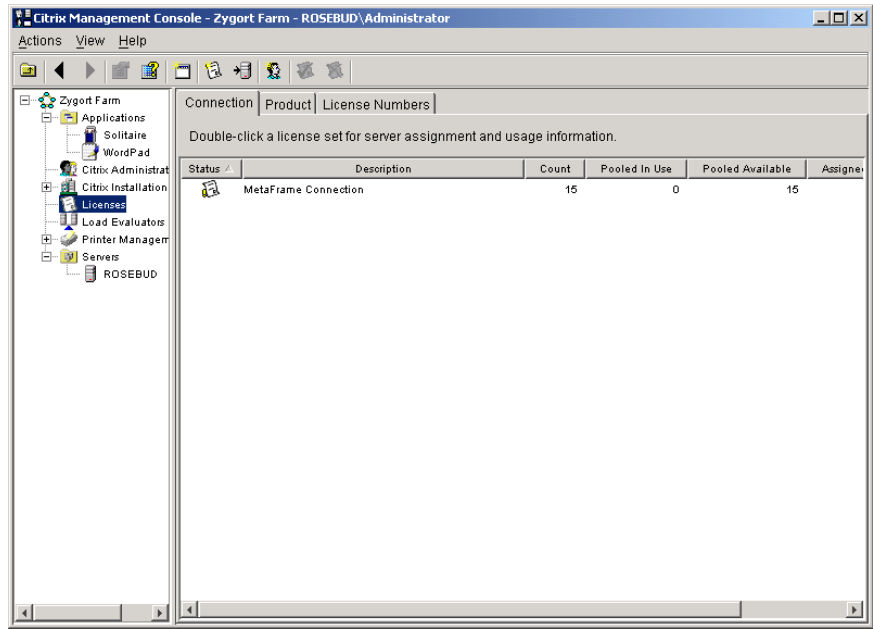 Citrix Management Console - Zygort Farm - ROSEBUD\Administrator
Actions View Help
Zygort Farm
Applications
Solitaire
WordPad
Citrix Administrat
Citrix Installation
Licenses
Load Evaluators
Printer Managem
Servers
ROSEBUD
Connection Product License Numbers
Double-click a license set for server assignment and usage information.
Status Description Count Pooled In Use Pooled Available Assigne
MetaFrame Connection 15 0 15